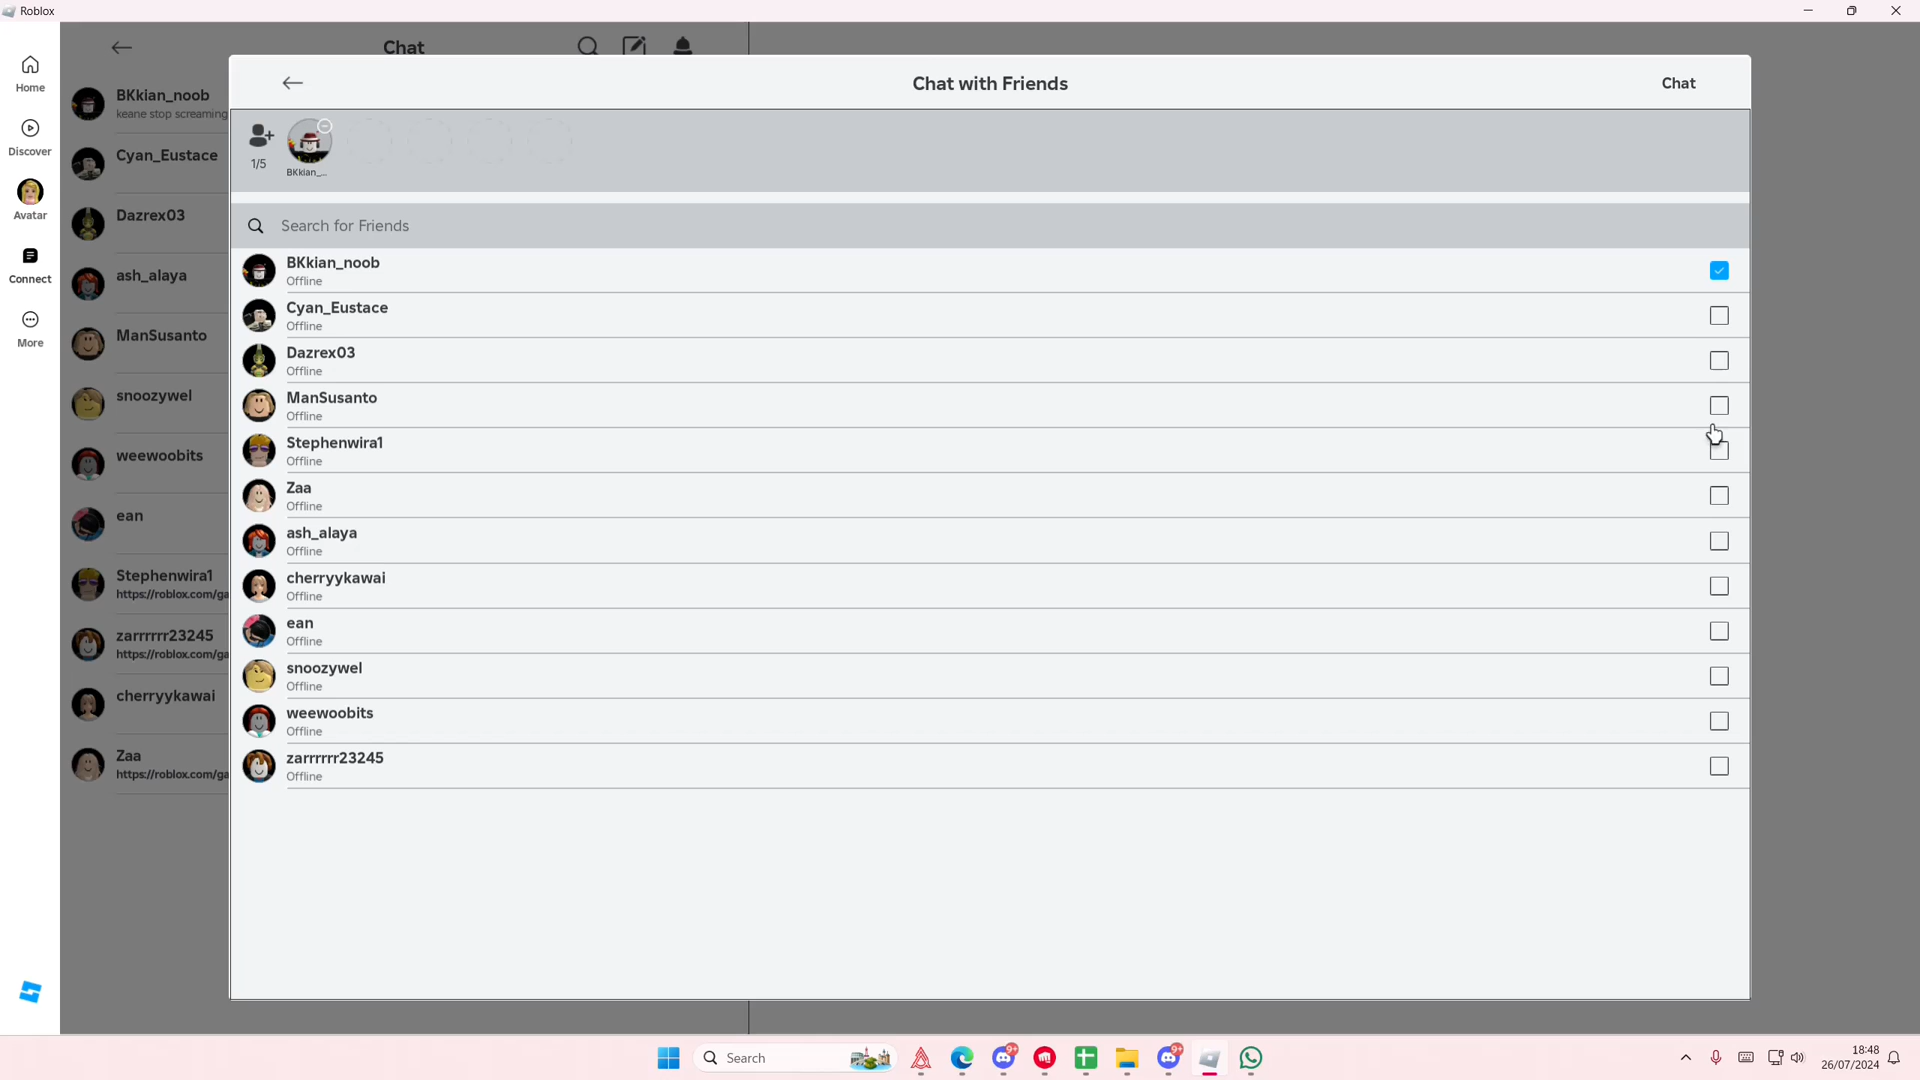 Roblox
Home
Discover
Avatar
Connect
More
Chat
BKkian_noob
keane stop screaming
Cyan_Eustace
Dazrex03
ash_alaya
ManSusanto
snoozywel
weewoobits
ean
Stephenwira1
https://roblox.com/ga
zarrrrrr23245
https://roblox.com/ga
cherryykawai
Zaa
https://roblox.com/ga
Chat with Friends
Chat
1/5
BKkian_...
Search for Friends
BKkian_noob
Offline
Cyan_Eustace
Offline
Dazrex03
Offline
ManSusanto
Offline
Stephenwira1
Offline
Zaa
Offline
ash_alaya
Offline
cherryykawai
Offline
ean
Offline
snoozywel
Offline
weewoobits
Offline
zarrrrrr23245
Offline
Search
9+
9+
18:48
26/07/2024